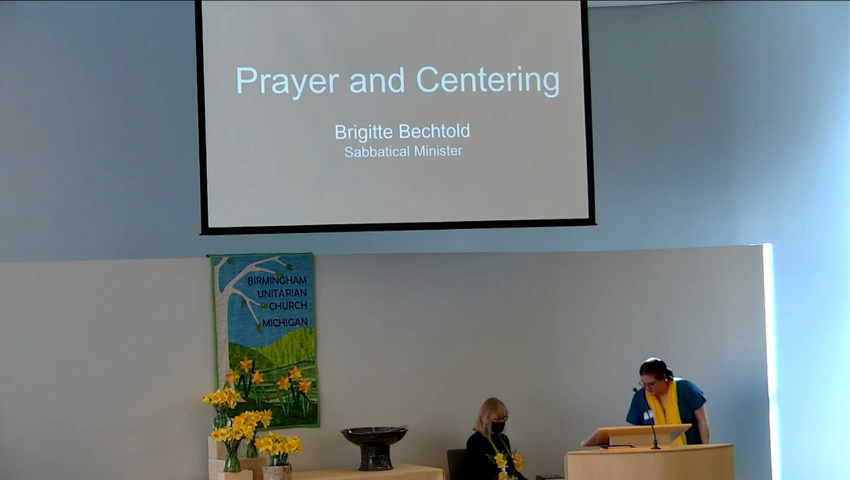 Prayer and Centering
Brigitte Bechtold
Sabbatical Minister
BIRMINGHAM
UNITARIAN
CHURCH
MICHIGAN